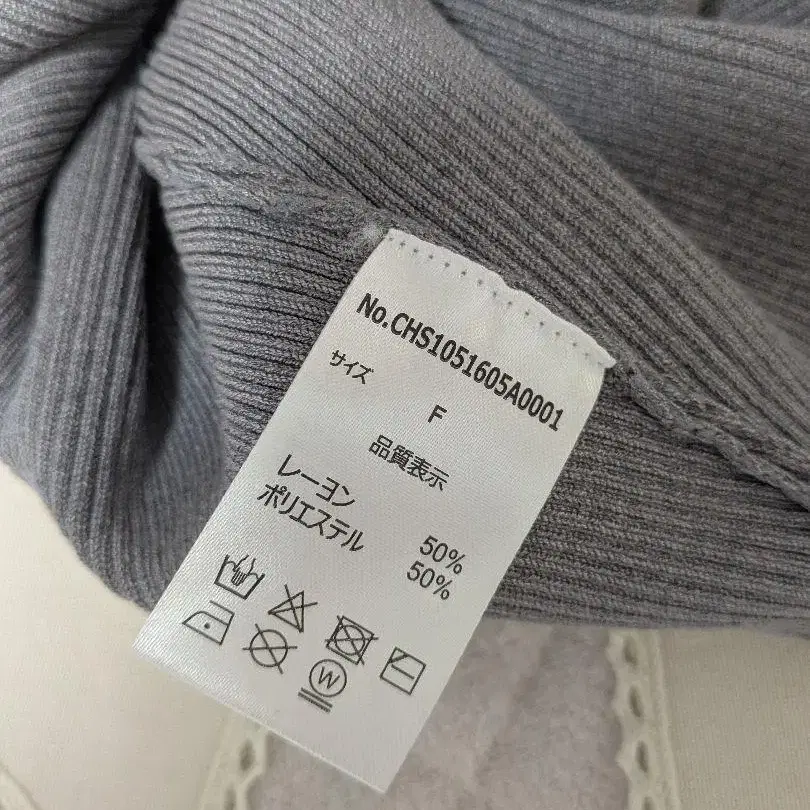 No.CHS1051605A0001
サイズ
F
品質表示
レーヨン 50%
ポリエステル 50%
W